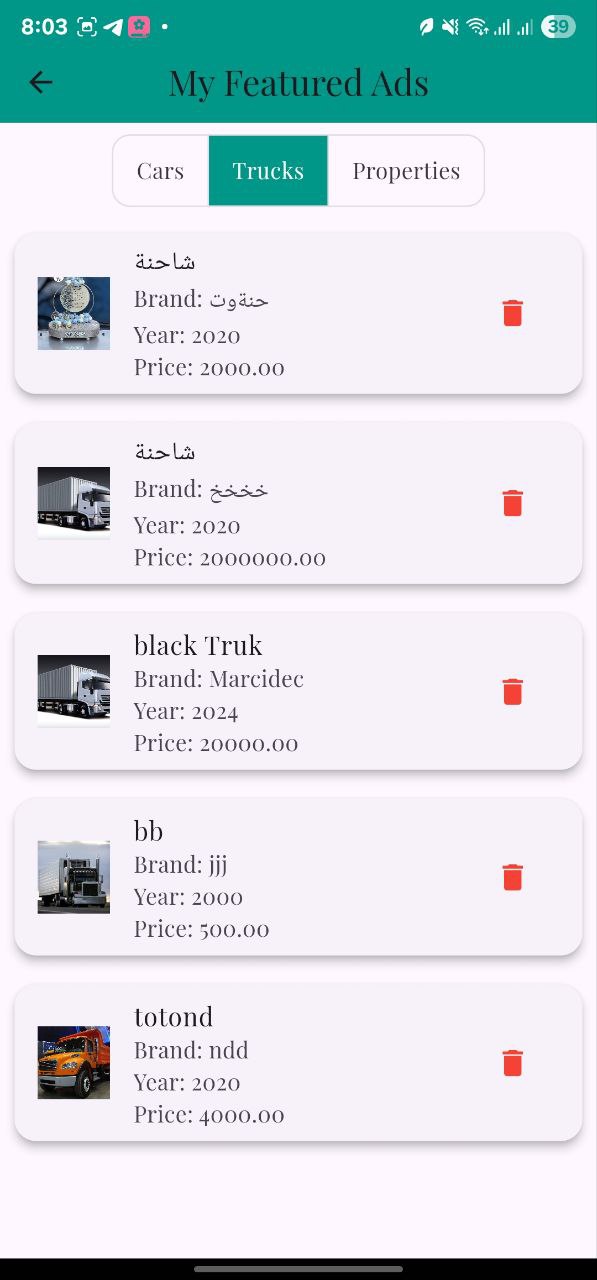 8:03
39
My Featured Ads
Cars
Trucks
Properties
شاحنة
Brand: حنةوت
Year: 2020
Price: 2000.00
شاحنة
Brand: خخخخ
Year: 2020
Price: 2000000.00
black Truk
Brand: Marcidec
Year: 2024
Price: 20000.00
bb
Brand: jjj
Year: 2000
Price: 500.00
totond
Brand: ndd
Year: 2020
Price: 4000.00